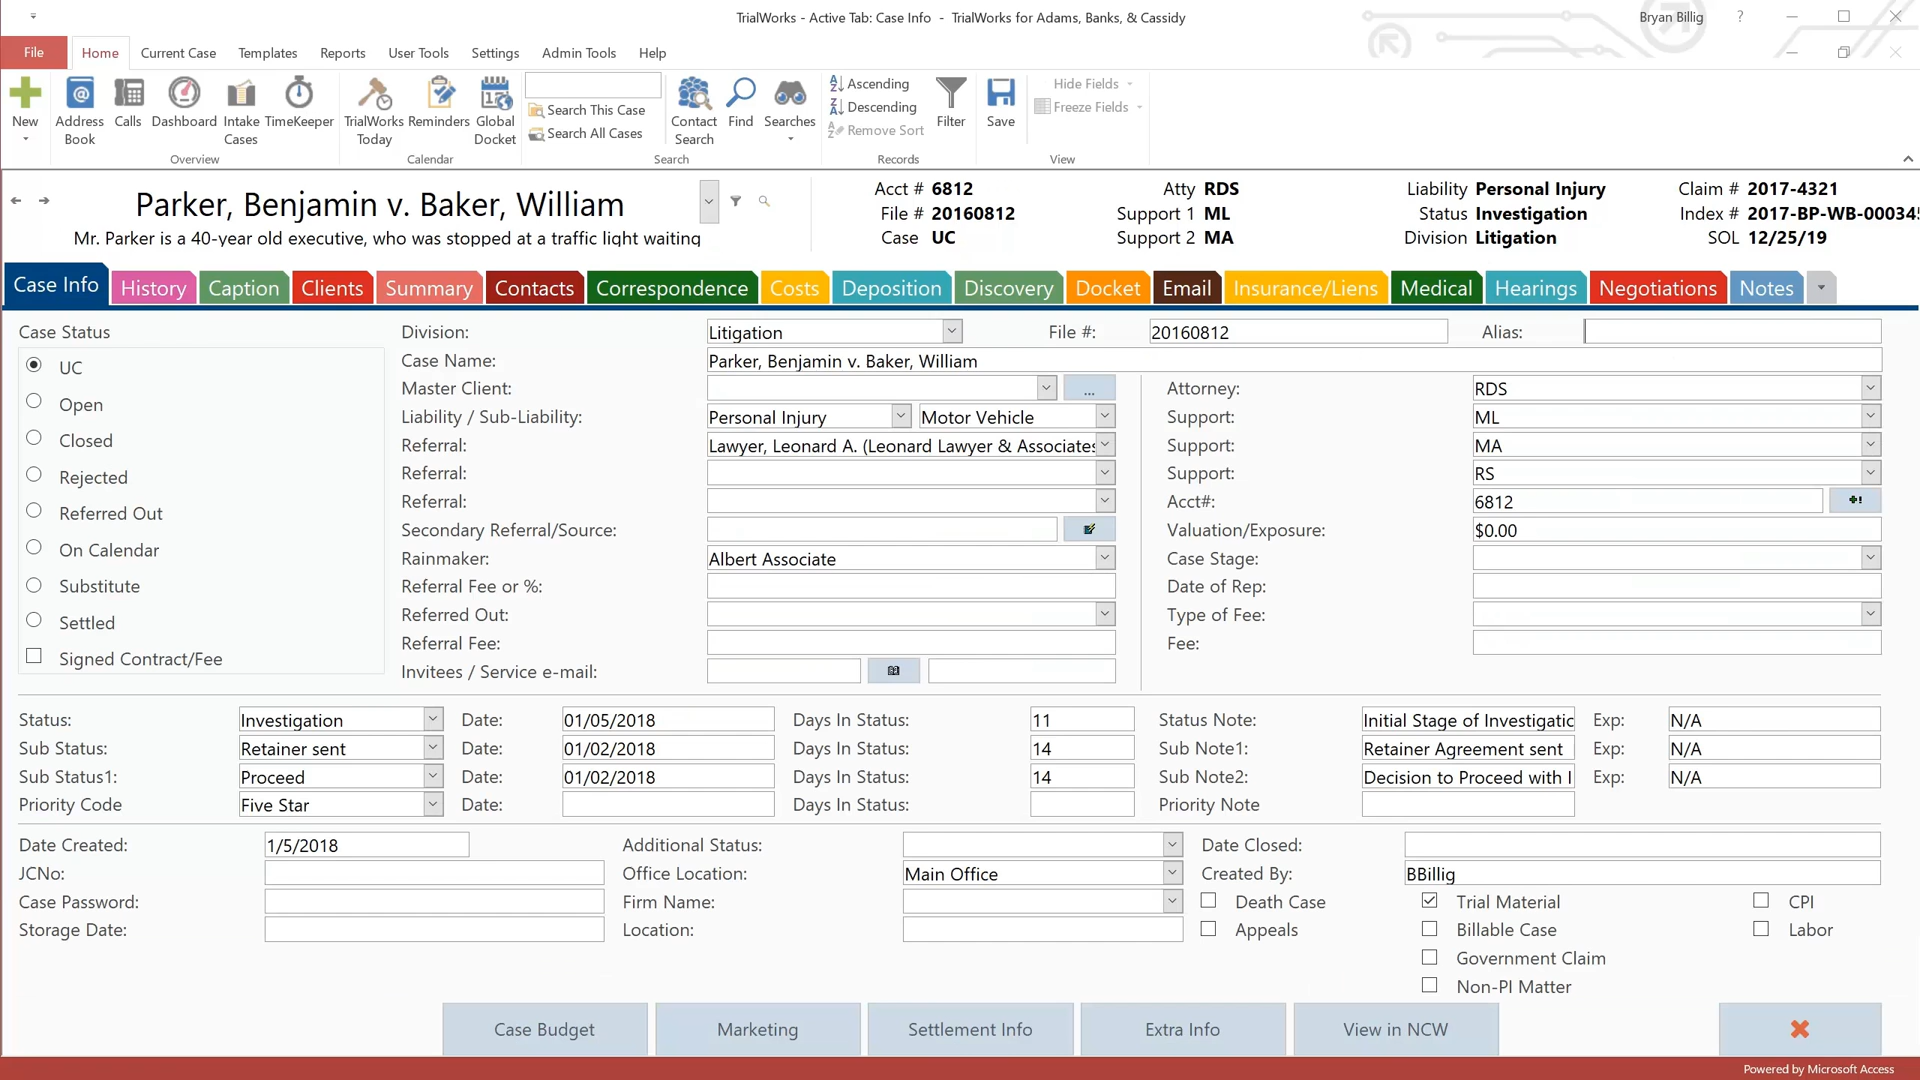 TrialWorks - Active Tab: Case Info - TrialWorks for Adams, Banks, & Cassidy
Bryan Billig
?
File Home Current Case Templates Reports User Tools Settings Admin Tools Help
New
Address Book
Calls
Dashboard
Intake Cases
TimeKeeper
Overview
TrialWorks Today
Reminders
Global Docket
Calendar
Search This Case
Search All Cases
Contact Search
Find
Searches
Search
Ascending
Descending
Remove Sort
Filter
Records
Save
Hide Fields
Freeze Fields
View
Parker, Benjamin v. Baker, William
Mr. Parker is a 40-year old executive, who was stopped at a traffic light waiting
Acct # 6812
File # 20160812
Case UC
Atty RDS
Support 1 ML
Support 2 MA
Liability Personal Injury
Status Investigation
Division Litigation
Claim # 2017-4321
Index # 2017-BP-WB-00034
SOL 12/25/19
Case Info History Caption Clients Summary Contacts Correspondence Costs Deposition Discovery Docket Email Insurance/Liens Medical Hearings Negotiations Notes
Case Status
UC
Open
Closed
Rejected
Referred Out
On Calendar
Substitute
Settled
Signed Contract/Fee
Division: Litigation File #: 20160812 Alias:
Case Name: Parker, Benjamin v. Baker, William
Master Client: ...
Liability / Sub-Liability: Personal Injury Motor Vehicle
Referral: Lawyer, Leonard A. (Leonard Lawyer & Associates
Referral:
Referral:
Secondary Referral/Source:
Rainmaker: Albert Associate
Referral Fee or %:
Referred Out:
Referral Fee:
Invitees / Service e-mail:
Attorney: RDS
Support: ML
Support: MA
Support: RS
Acct#: 6812
Valuation/Exposure: $0.00
Case Stage:
Date of Rep:
Type of Fee:
Fee:
Status: Investigation Date: 01/05/2018 Days In Status: 11 Status Note: Initial Stage of Investigatic Exp: N/A
Sub Status: Retainer sent Date: 01/02/2018 Days In Status: 14 Sub Note1: Retainer Agreement sent Exp: N/A
Sub Status1: Proceed Date: 01/02/2018 Days In Status: 14 Sub Note2: Decision to Proceed with I Exp: N/A
Priority Code Five Star Date: Days In Status: Priority Note
Date Created: 1/5/2018 Additional Status: Date Closed:
JCNo: Office Location: Main Office Created By: BBillig
Case Password: Firm Name: Death Case Trial Material CPI
Storage Date: Location: Appeals Billable Case Labor
Government Claim
Non-PI Matter
Case Budget Marketing Settlement Info Extra Info View in NCW
Powered by Microsoft Access